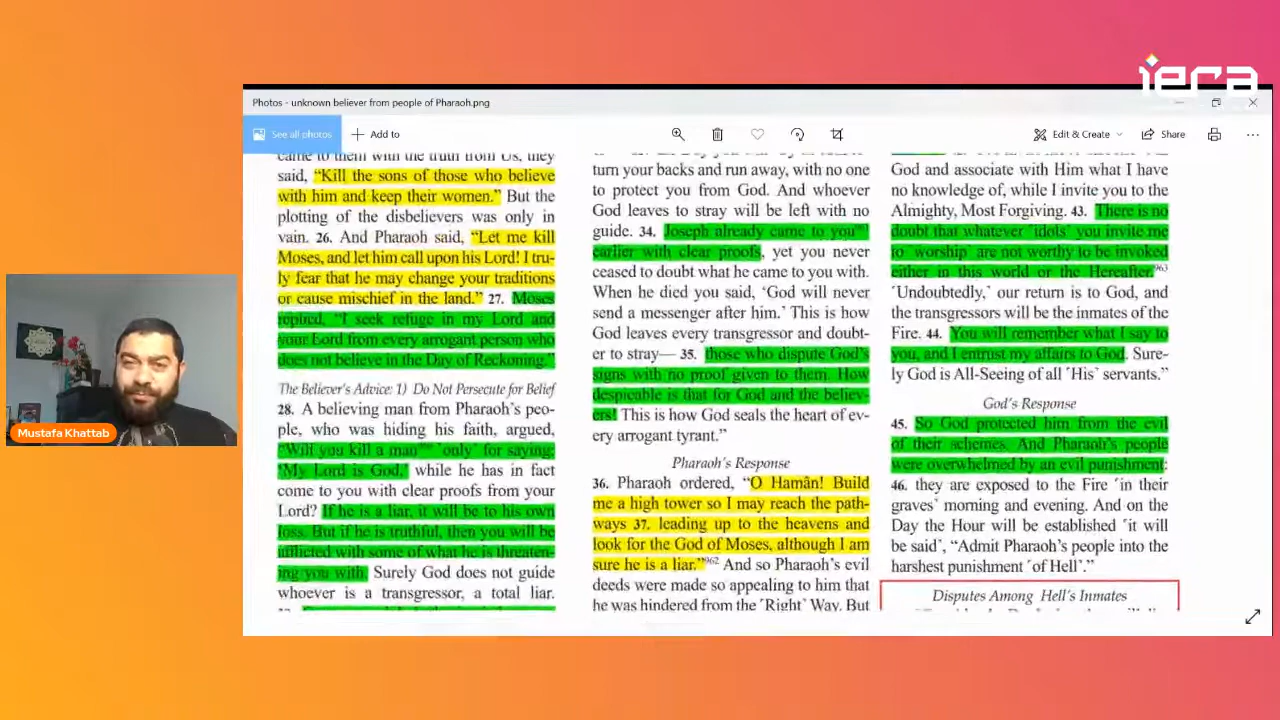 iera
Photos - unknown believer from people of Pharaoh.png
See all photos
Add to
Edit & Create
Share
came to them with the truth from Us, they
said, “Kill the sons of those who believe
with him and keep their women.” But the
plotting of the disbelievers was only in
vain. 26. And Pharaoh said, “Let me kill
Moses, and let him call upon his Lord! I tru-
ly fear that he may change your traditions
or cause mischief in the land.” 27. Moses
replied, “I seek refuge in my Lord and
your Lord from every arrogant person who
does not believe in the Day of Reckoning.”
The Believer's Advice: 1) Do Not Persecute for Belief
28. A believing man from Pharaoh's peo-
ple, who was hiding his faith, argued,
“Will you kill a man ˹only˺ for saying:
‘My Lord is God,’ while he has in fact
come to you with clear proofs from your
Lord? If he is a liar, it will be to his own
loss. But if he is truthful, then you will be
inflicted with some of what he is threaten-
ing you with. Surely God does not guide
whoever is a transgressor, a total liar.
turn your backs and run away, with no one
to protect you from God. And whoever
God leaves to stray will be left with no
guide. 34. Joseph already came to you
earlier with clear proofs, yet you never
ceased to doubt what he came to you with.
When he died you said, ‘God will never
send a messenger after him.’ This is how
God leaves every transgressor and doubt-
er to stray— 35. those who dispute God's
signs with no proof given to them. How
despicable is that for God and the believ-
ers! This is how God seals the heart of ev-
ery arrogant tyrant.”
Pharaoh's Response
36. Pharaoh ordered, “O Hamân! Build
me a high tower so I may reach the path-
ways 37. leading up to the heavens and
look for the God of Moses, although I am
sure he is a liar.”962 And so Pharaoh's evil
deeds were made so appealing to him that
he was hindered from the ˹Right˺ Way. But
God and associate with Him what I have
no knowledge of, while I invite you to the
Almighty, Most Forgiving. 43. There is no
doubt that whatever ˹idols˺ you invite me
to ˹worship˺ are not worthy to be invoked
either in this world or the Hereafter.963
˹Undoubtedly,˺ our return is to God, and
the transgressors will be the inmates of the
Fire. 44. You will remember what I say to
you, and I entrust my affairs to God. Sure-
ly God is All-Seeing of all ˹His˺ servants.”
God's Response
45. So God protected him from the evil
of their schemes. And Pharaoh's people
were overwhelmed by an evil punishment:
46. they are exposed to the Fire ˹in their
graves˺ morning and evening. And on the
Day the Hour will be established ˹it will
be said˺, “Admit Pharaoh's people into the
harshest punishment ˹of Hell˺.”
Disputes Among Hell's Inmates
Mustafa Khattab